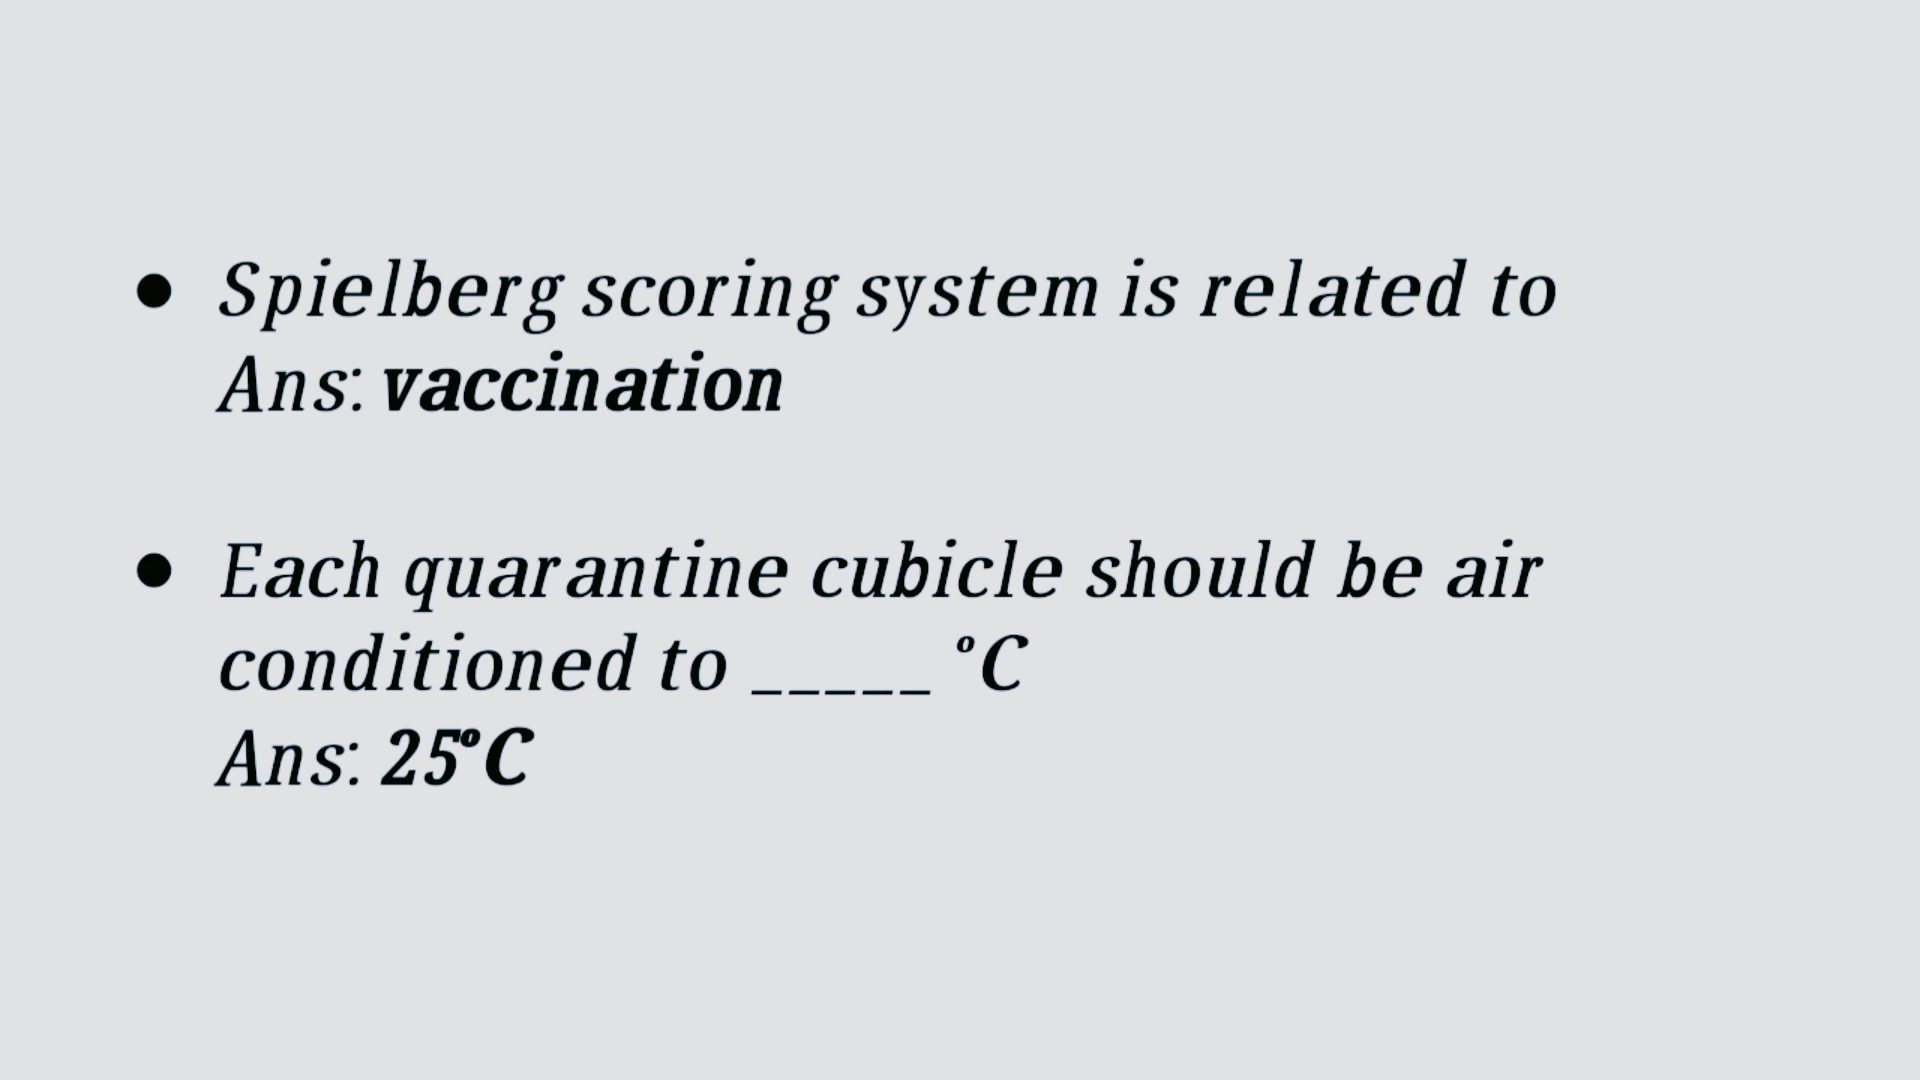 ● Spielberg scoring system is related to
Ans: vaccination
● Each quarantine cubicle should be air
conditioned to _____ °C
Ans: 25°C